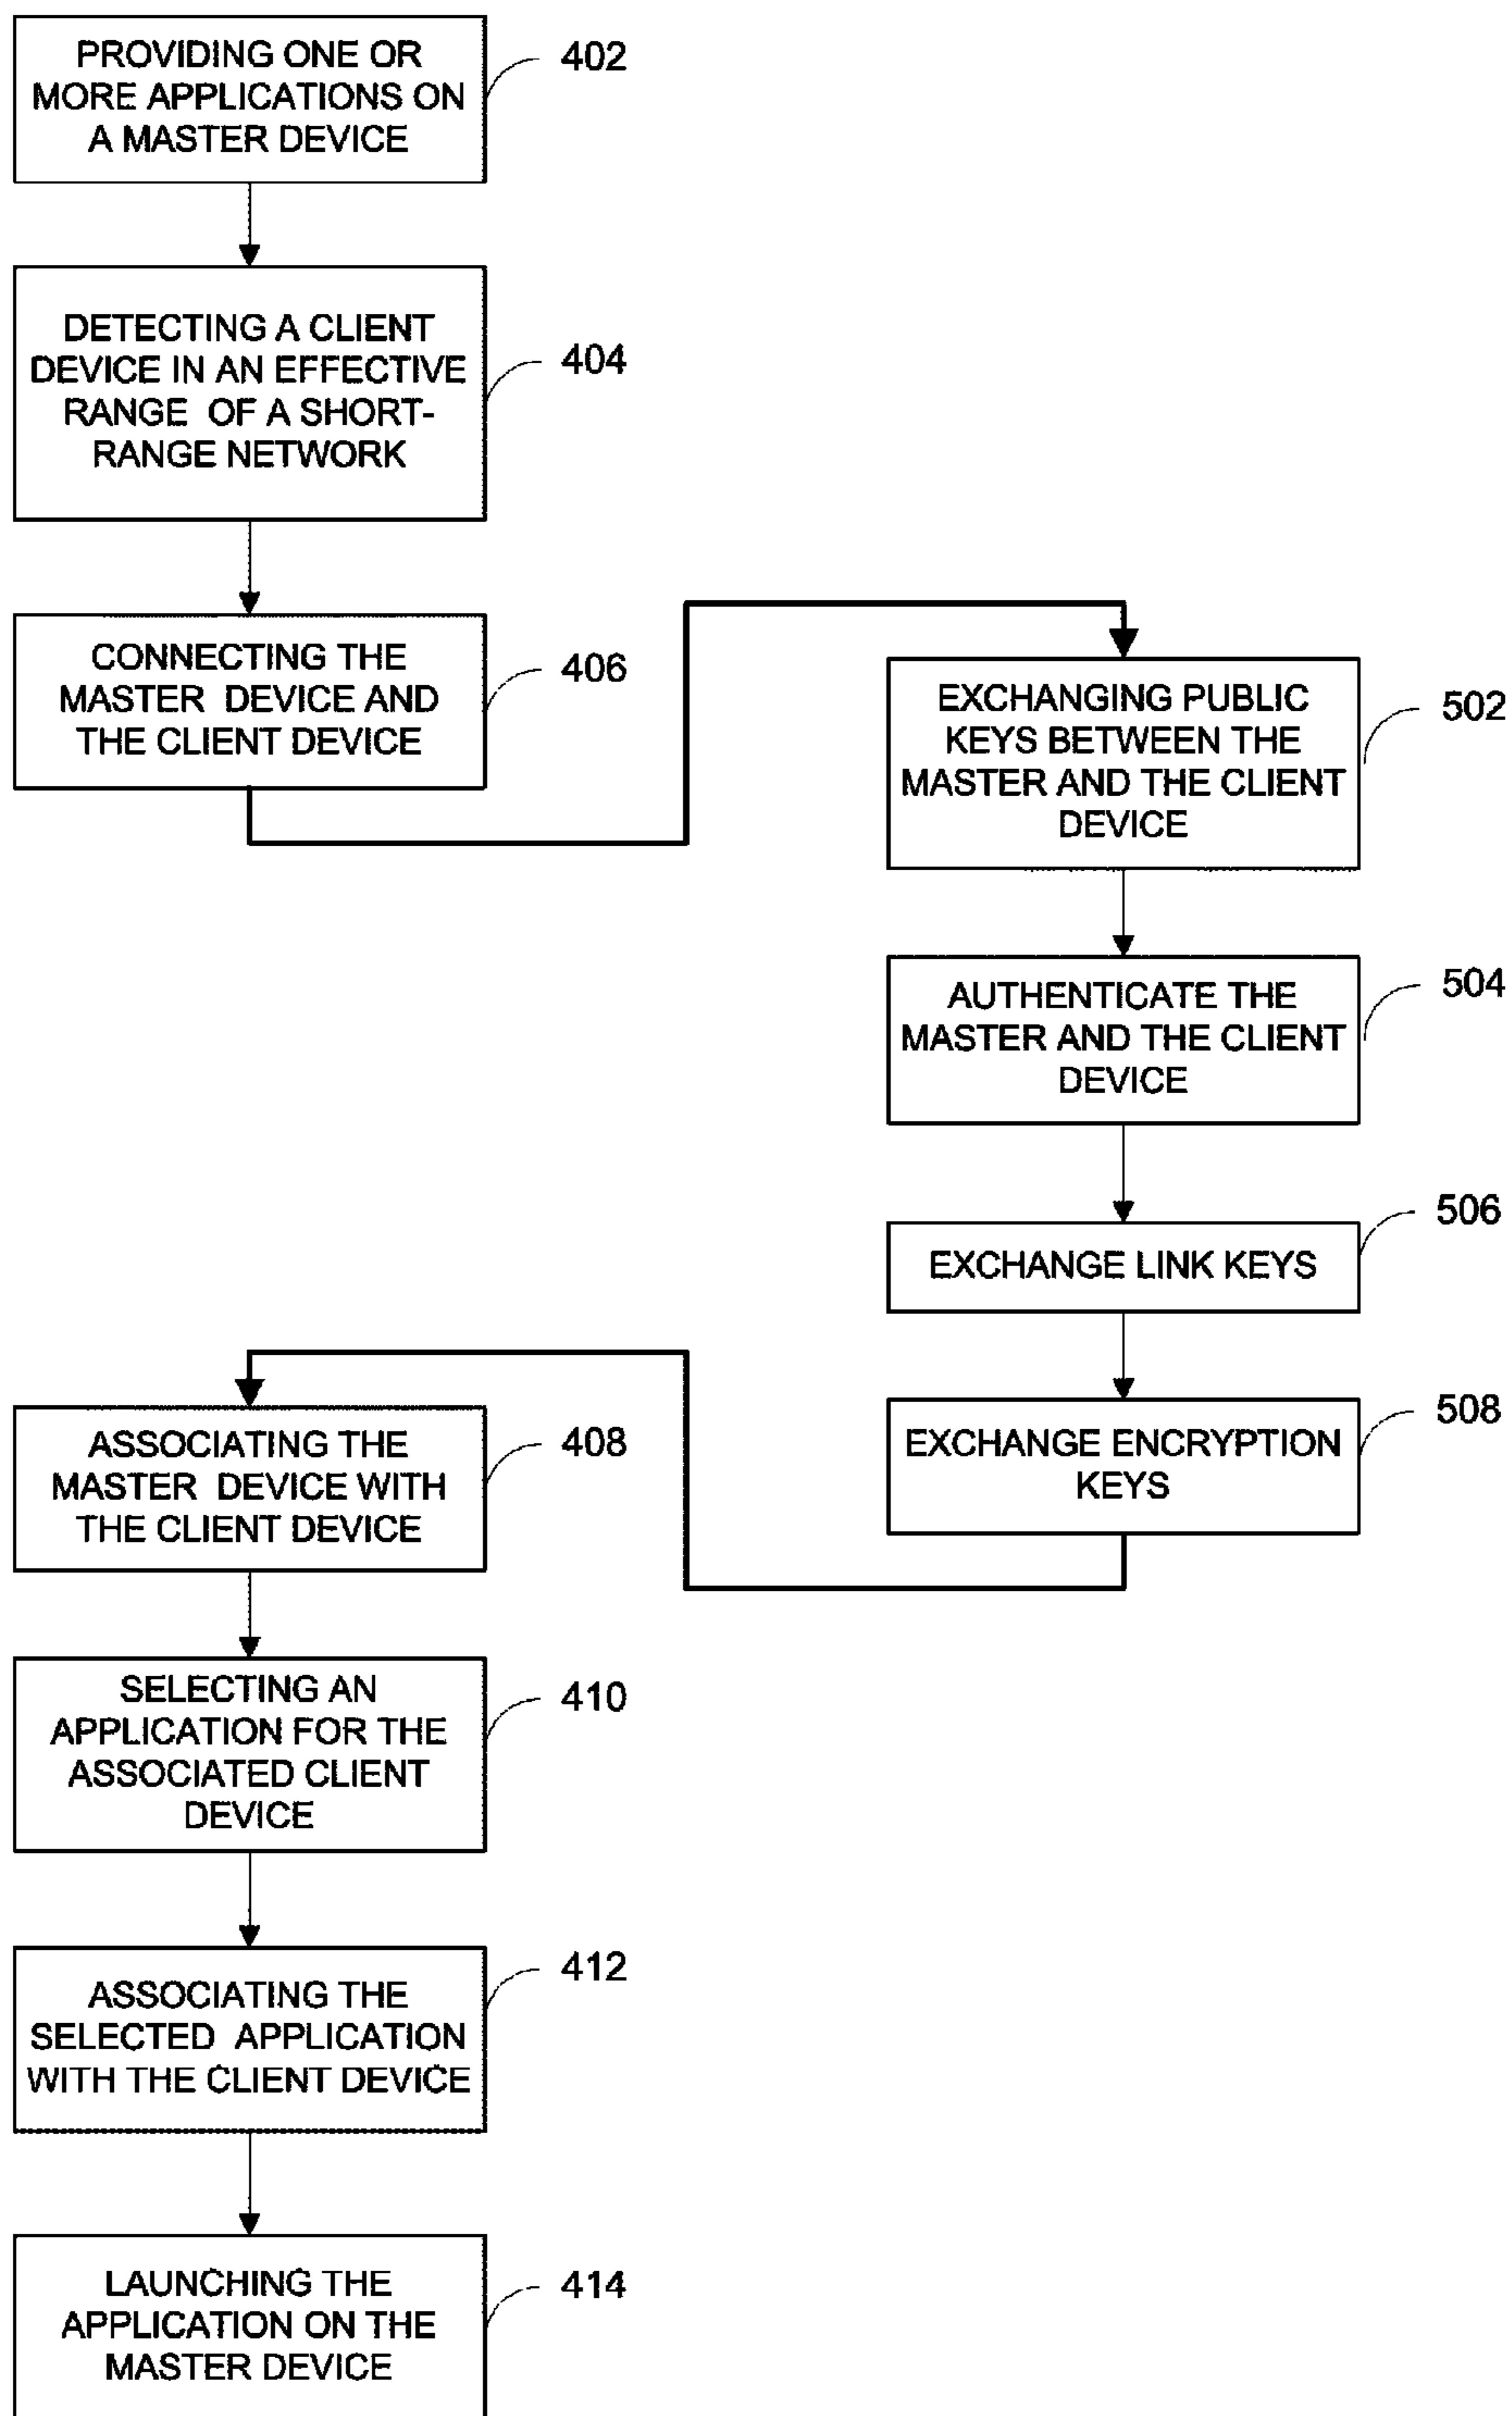 PROVIDING ONE OR
MORE APPLICATIONS ON
A MASTER DEVICE
402
DETECTING A CLIENT
DEVICE IN AN EFFECTIVE
RANGE OF A SHORT-
RANGE NETWORK
404
CONNECTING THE
MASTER DEVICE AND
THE CLIENT DEVICE
406
EXCHANGING PUBLIC
KEYS BETWEEN THE
MASTER AND THE CLIENT
DEVICE
502
AUTHENTICATE THE
MASTER AND THE CLIENT
DEVICE
504
EXCHANGE LINK KEYS
506
EXCHANGE ENCRYPTION
KEYS
508
ASSOCIATING THE
MASTER DEVICE WITH
THE CLIENT DEVICE
408
SELECTING AN
APPLICATION FOR THE
ASSOCIATED CLIENT
DEVICE
410
ASSOCIATING THE
SELECTED APPLICATION
WITH THE CLIENT DEVICE
412
LAUNCHING THE
APPLICATION ON THE
MASTER DEVICE
414